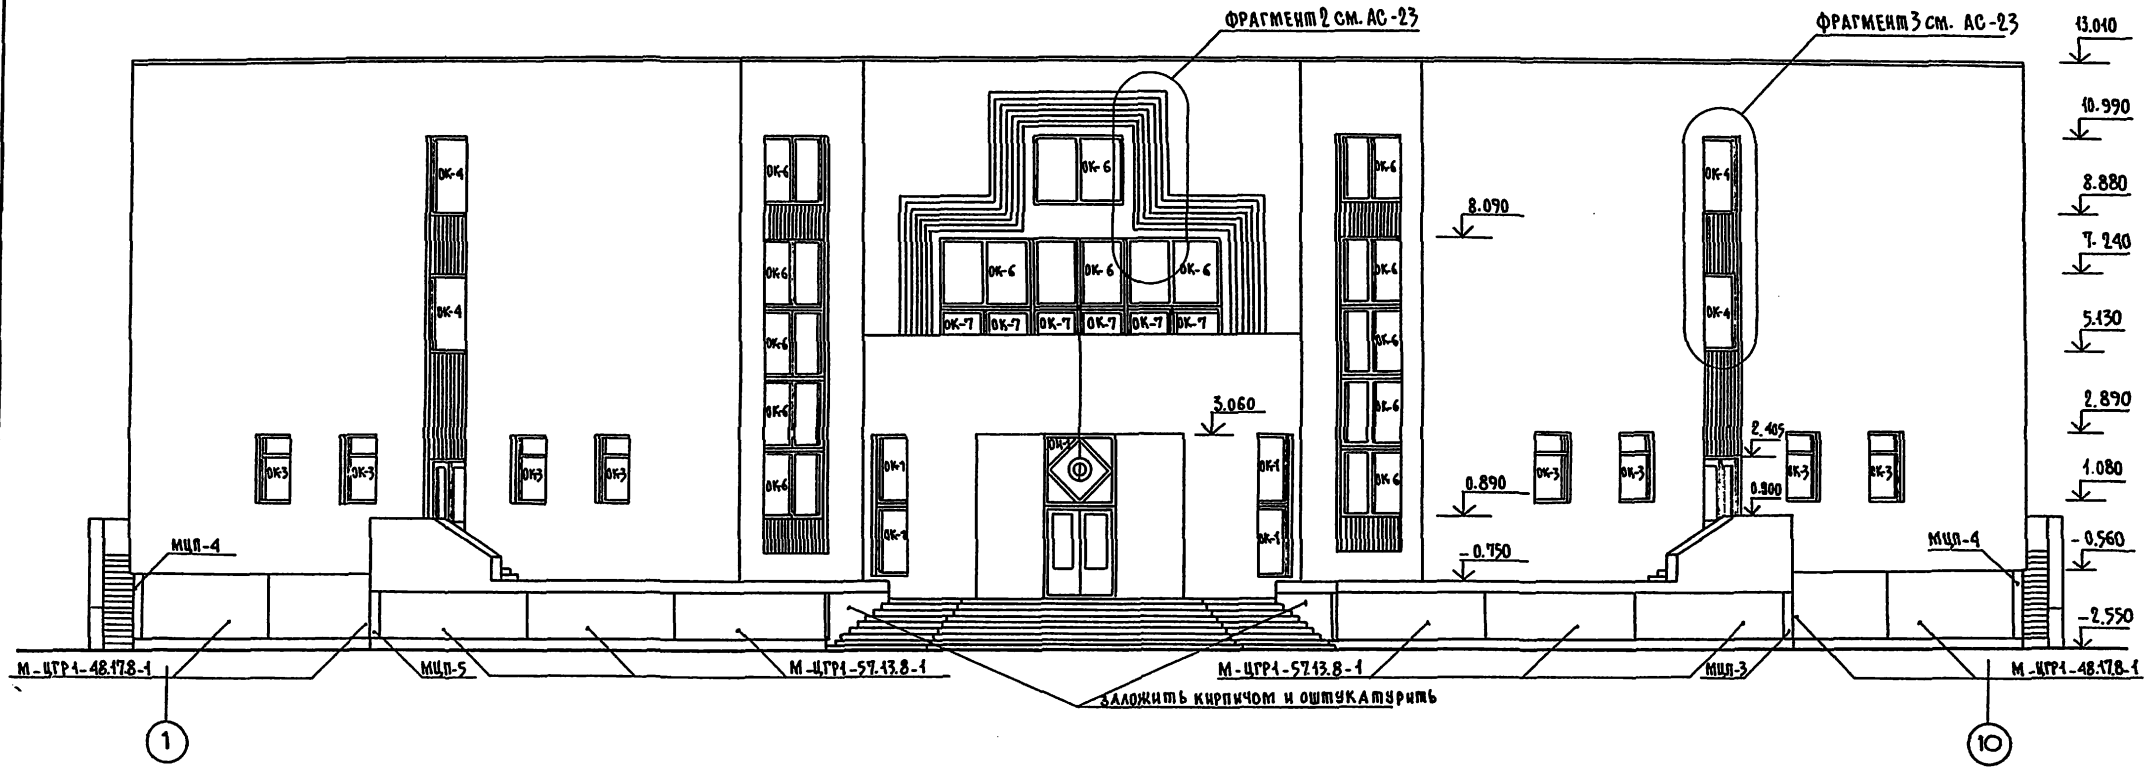 ФРАГМЕНТ 2 СМ. АС-23
ФРАГМЕНТ 3 СМ. АС-23
13.010
10.990
ОК-4
ОК-6
ОК-6
ОК-6
ОК-4
8.880
8.090
7.240
ОК-6
ОК-6
ОК-6
ОК-6
ОК-6
ОК-4
ОК-4
ОК-7
ОК-7
ОК-7
ОК-7
ОК-7
ОК-7
5.130
ОК-6
ОК-6
3.060
2.890
ОК-6
ОК-6
2.405
ОК-3
ОК-3
ОК-3
ОК-3
ОК-1
ОК-1
ОК-1
ОК-3
ОК-3
ОК-3
ОК-3
1.080
ОК-6
ОК-6
0.890
0.900
ОК-1
ОК-1
МЦП-4
-0.750
МЦП-4
-0.560
-2.550
М-ЦГР1-48.17.8-1
МЦП-5
М-ЦГР1-57.13.8-1
М-ЦГР1-57.13.8-1
МЦП-3
М-ЦГР1-48.17.8-1
ЗАЛОЖИТЬ КИРПИЧОМ И ОШТУКАТУРИТЬ
1
10